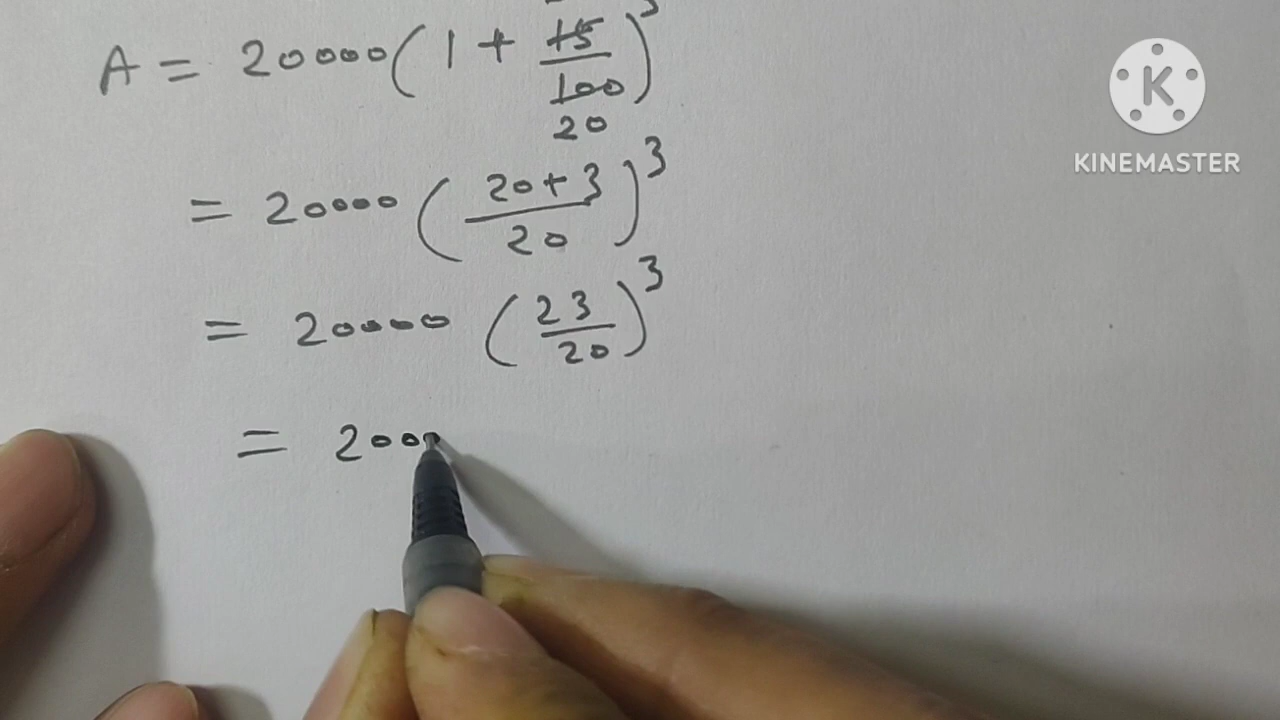 A = 20000(1 + 15/100)^3
20
= 20000 (20+3/20)^3
= 20000 (23/20)^3
= 2000
K
KINEMASTER